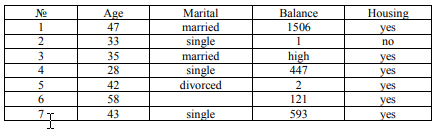 № Age Marital Balance Housing
1 47 married 1506 yes
2 33 single 1 no
3 35 married high yes
4 28 single 447 yes
5 42 divorced 2 yes
6 58 121 yes
7 43 single 593 yes